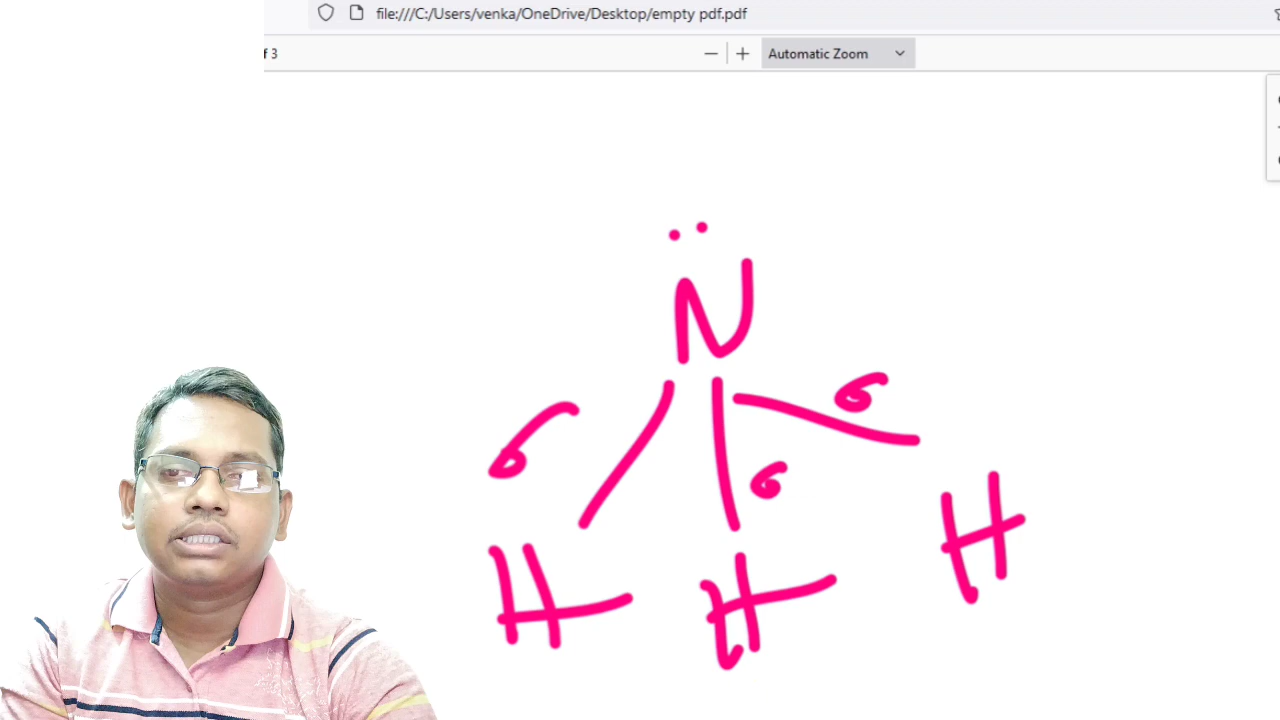 file:///C:/Users/venka/OneDrive/Desktop/empty pdf.pdf
f 3
− + Automatic Zoom
N
σ σ
σ
H H H